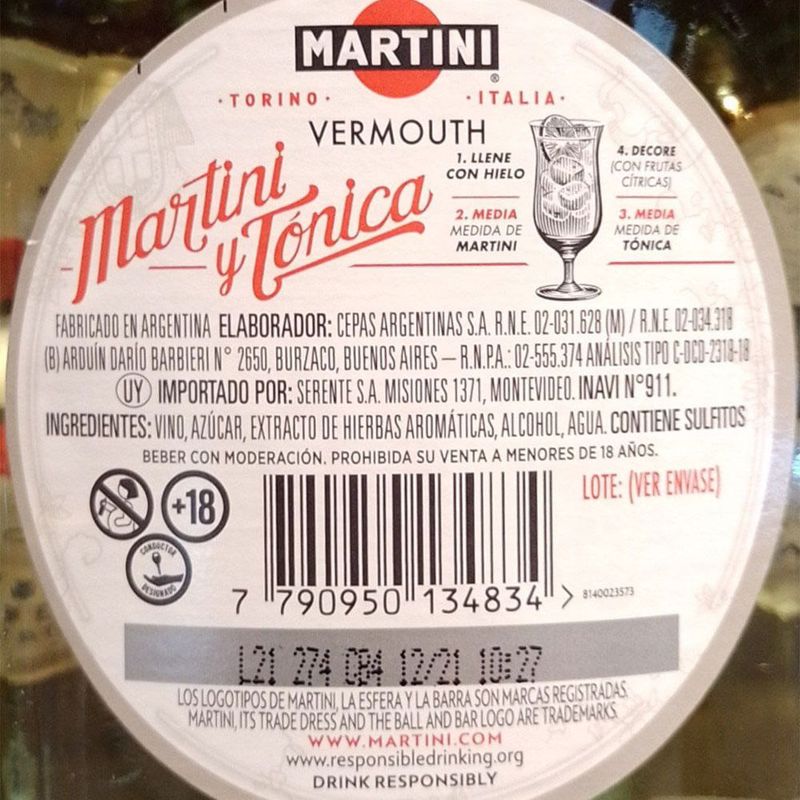 MARTINI
®
· TORINO · · ITALIA ·
VERMOUTH
Martini y Tónica
1. LLENE
CON HIELO
2. MEDIA
MEDIDA DE
MARTINI
4. DECORE
(CON FRUTAS
CÍTRICAS)
3. MEDIA
MEDIDA DE
TÓNICA
FABRICADO EN ARGENTINA ELABORADOR: CEPAS ARGENTINAS S.A. R.N.E. 02-031.628 (M) / R.N.E. 02-034.318
(B) ARDUÍN DARÍO BARBIERI N° 2650, BURZACO, BUENOS AIRES – R.N.P.A.: 02-555.374 ANÁLISIS TIPO C-DCD-2318-18
UY IMPORTADO POR: SERENTE S.A. MISIONES 1371, MONTEVIDEO. INAVI N°911.
INGREDIENTES: VINO, AZÚCAR, EXTRACTO DE HIERBAS AROMÁTICAS, ALCOHOL, AGUA. CONTIENE SULFITOS
BEBER CON MODERACIÓN. PROHIBIDA SU VENTA A MENORES DE 18 AÑOS.
+18
CONDUCTOR
DESIGNADO
LOTE: (VER ENVASE)
7 790950 134834 >
8140023573
L21 274 CB4 12/21 10:27
LOS LOGOTIPOS DE MARTINI, LA ESFERA Y LA BARRA SON MARCAS REGISTRADAS.
MARTINI, ITS TRADE DRESS AND THE BALL AND BAR LOGO ARE TRADEMARKS.
WWW.MARTINI.COM
www.responsibledrinking.org
DRINK RESPONSIBLY